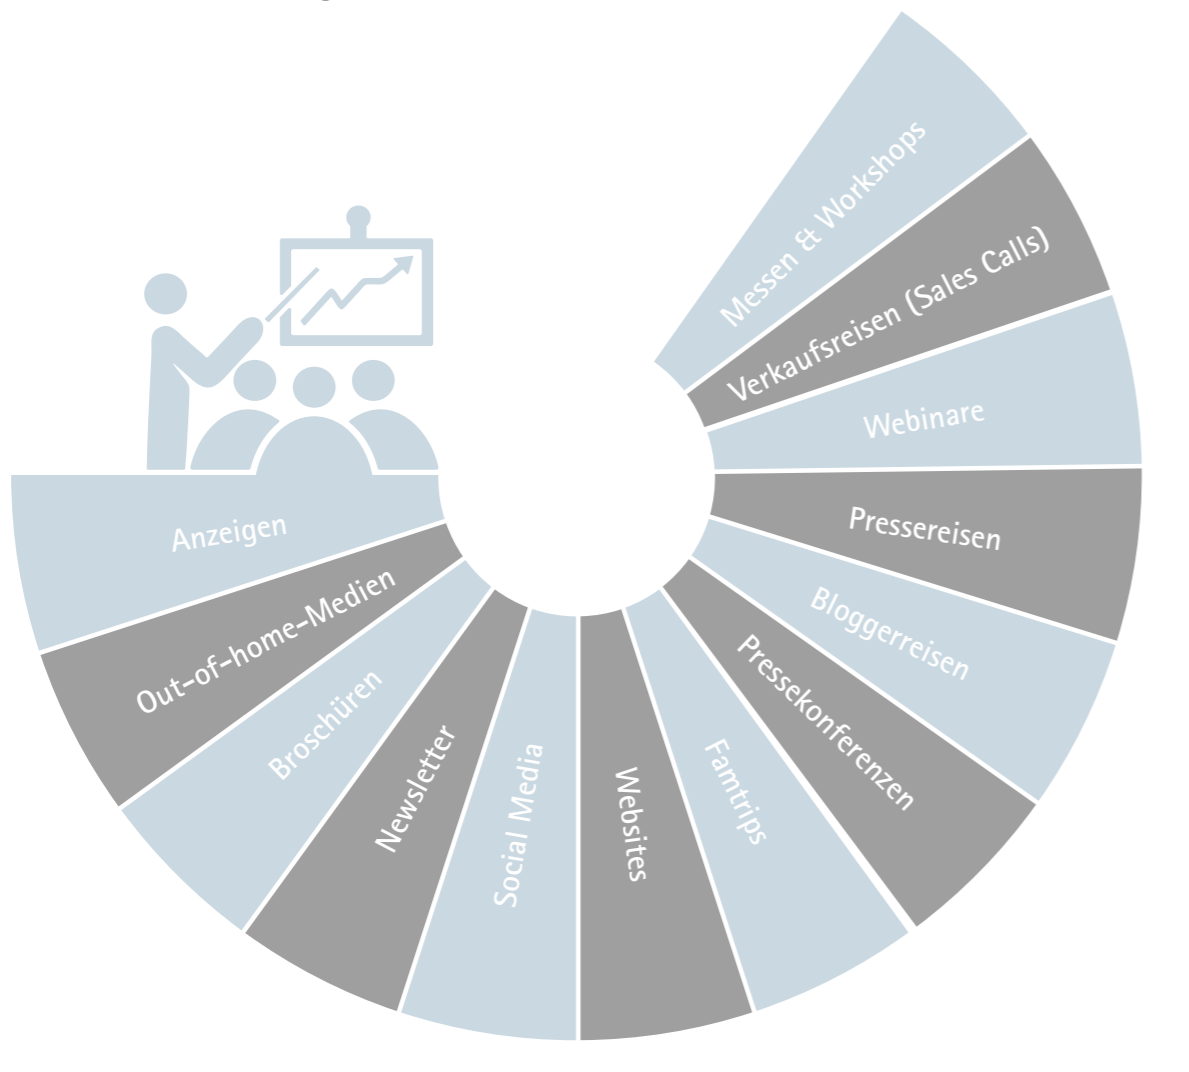 Messen & Workshops
Verkaufsreisen (Sales Calls)
Webinare
Pressereisen
Bloggerreisen
Pressekonferenzen
Famtrips
Websites
Social Media
Newsletter
Broschüren
Out-of-home-Medien
Anzeigen